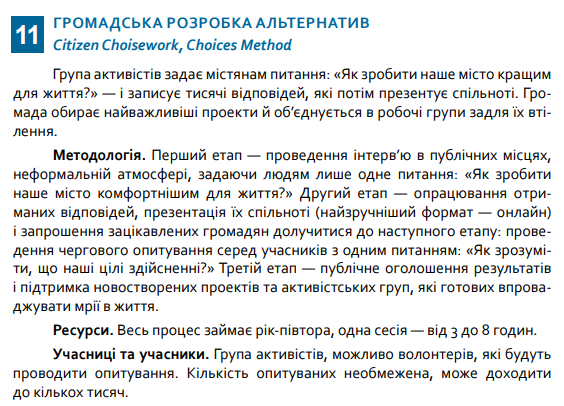 11
ГРОМАДСЬКА РОЗРОБКА АЛЬТЕРНАТИВ
Citizen Choisework, Choices Method
Група активістів задає містянам питання: «Як зробити наше місто кращим
для життя?» — і записує тисячі відповідей, які потім презентує спільноті. Гро-
мада обирає найважливіші проекти й об’єднується в робочі групи задля їх вті-
лення.
Методологія. Перший етап — проведення інтерв’ю в публічних місцях,
неформальній атмосфері, задаючи людям лише одне питання: «Як зробити
наше місто комфортнішим для життя?» Другий етап — опрацювання отри-
маних відповідей, презентація їх спільноті (найзручніший формат — онлайн)
і запрошення зацікавлених громадян долучитися до наступного етапу: прове-
дення чергового опитування серед учасників з одним питанням: «Як зрозумі-
ти, що наші цілі здійсненні?» Третій етап — публічне оголошення результатів
і підтримка новостворених проектів та активістських груп, які готових впрова-
джувати мрії в життя.
Ресурси. Весь процес займає рік-півтора, одна сесія — від 3 до 8 годин.
Учасниці та учасники. Група активістів, можливо волонтерів, які будуть
проводити опитування. Кількість опитуваних необмежена, може доходити
до кількох тисяч.